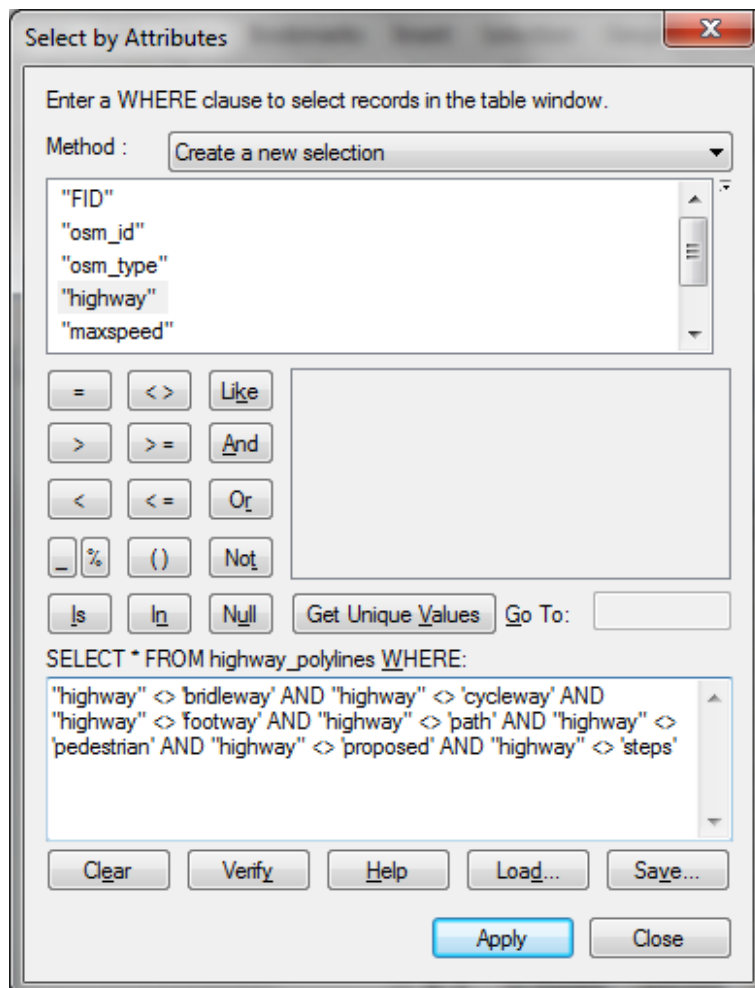 Select by Attributes
Enter a WHERE clause to select records in the table window.
Method : Create a new selection
"FID"
"osm_id"
"osm_type"
"highway"
"maxspeed"
= < > Like
> > = And
< < = Or
_ % ( ) Not
Is In Null Get Unique Values Go To:
SELECT * FROM highway_polylines WHERE:
"highway" <> 'bridleway' AND "highway" <> 'cycleway' AND
"highway" <> 'footway' AND "highway" <> 'path' AND "highway" <>
'pedestrian' AND "highway" <> 'proposed' AND "highway" <> 'steps'
Clear Verify Help Load... Save...
Apply Close